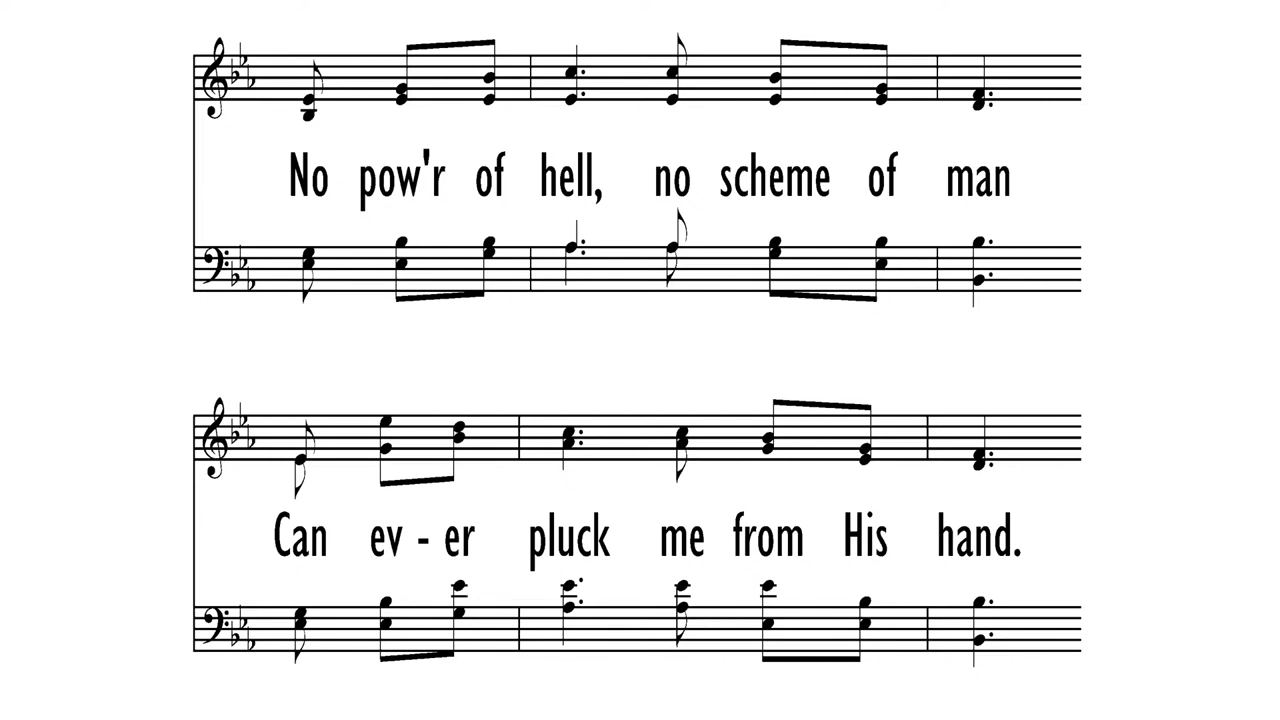 No pow'r of hell, no scheme of man
Can ev - er pluck me from His hand.